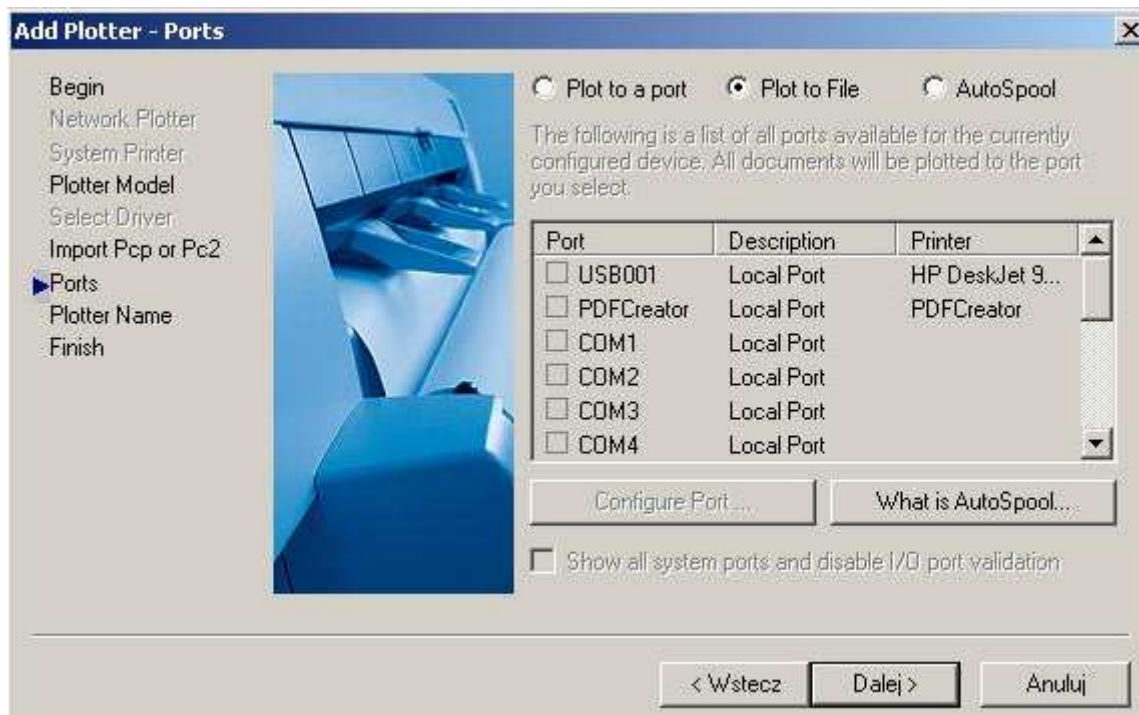 Add Plotter - Ports
Begin
Network Plotter
System Printer
Plotter Model
Select Driver
Import Pcp or Pc2
Ports
Plotter Name
Finish
Plot to a port Plot to File AutoSpool
The following is a list of all ports available for the currently
configured device. All documents will be plotted to the port
you select.
Port Description Printer
USB001 Local Port HP DeskJet 9...
PDFCreator Local Port PDFCreator
COM1 Local Port
COM2 Local Port
COM3 Local Port
COM4 Local Port
Configure Port ... What is AutoSpool...
Show all system ports and disable I/O port validation
< Wstecz Dalej > Anuluj